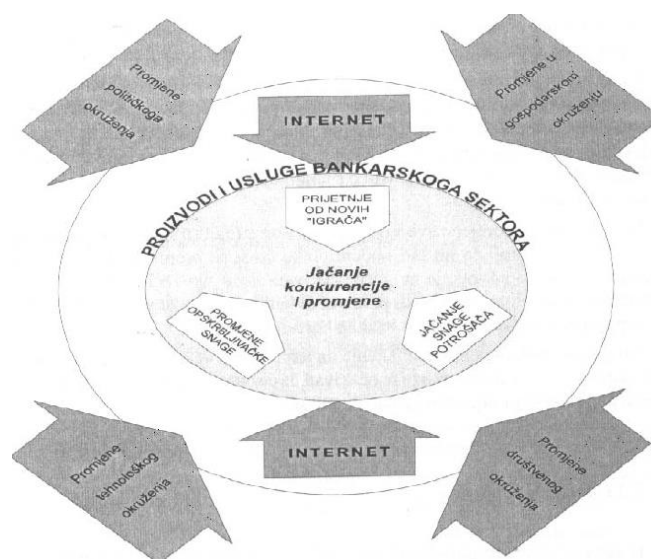 Promjene
političkoga
okruženja
Promjene u
gospodarskom
okruženju
INTERNET
PROIZVODI I USLUGE BANKARSKOGA SEKTORA
PRIJETNJE
OD NOVIH
"IGRAČA"
Jačanje
konkurencije
i promjene
PROMJENE
OPSKRBLJIVAČKE
SNAGE
JAČANJE
SNAGE
POTROŠAČA
INTERNET
Promjene
tehnološkog
okruženja
Promjene
društvenog
okruženja